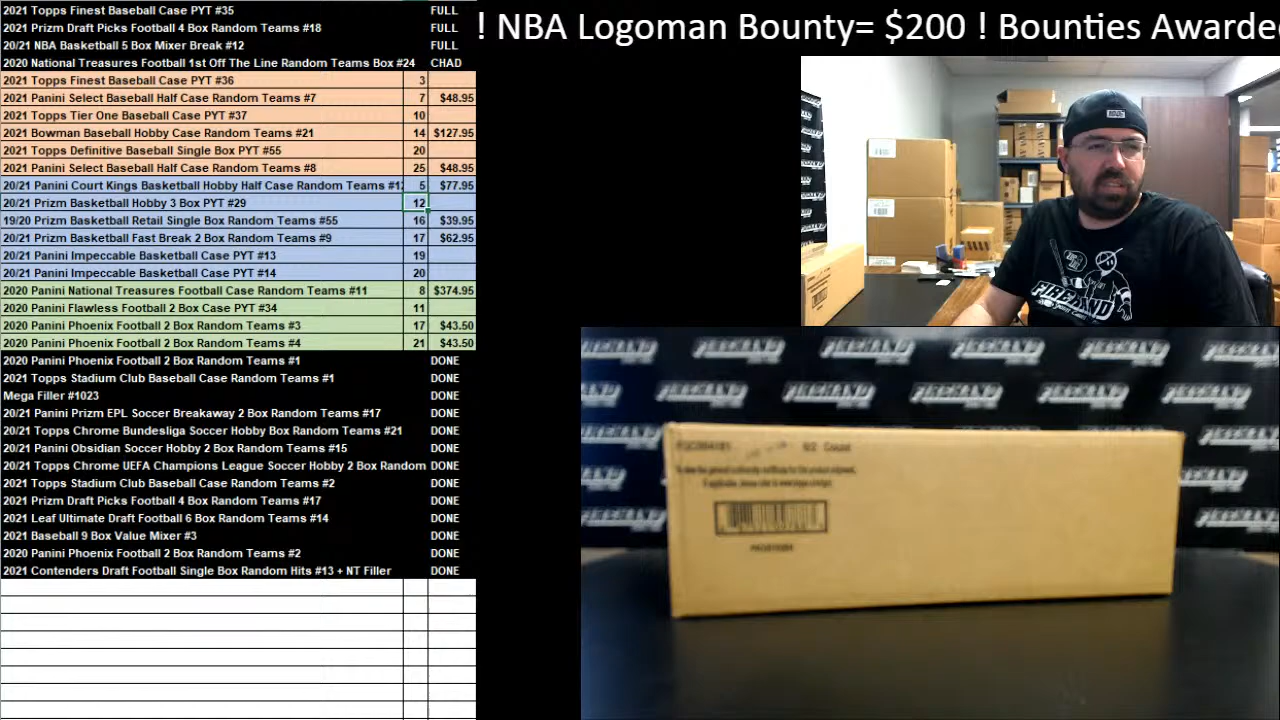 2021 Topps Finest Baseball Case PYT #35 FULL
2021 Prizm Draft Picks Football 4 Box Random Teams #18 FULL
20/21 NBA Basketball 5 Box Mixer Break #12 FULL
2020 National Treasures Football 1st Off The Line Random Teams Box #24 CHAD
2021 Topps Finest Baseball Case PYT #36 3
2021 Panini Select Baseball Half Case Random Teams #7 7 $48.95
2021 Topps Tier One Baseball Case PYT #37 10
2021 Bowman Baseball Hobby Case Random Teams #21 14 $127.95
2021 Topps Definitive Baseball Single Box PYT #55 20
2021 Panini Select Baseball Half Case Random Teams #8 25 $48.95
20/21 Panini Court Kings Basketball Hobby Half Case Random Teams 5 $77.95
20/21 Prizm Basketball Hobby 3 Box PYT #29 12
19/20 Prizm Basketball Retail Single Box Random Teams #55 16 $39.95
20/21 Prizm Basketball Fast Break 2 Box Random Teams #9 17 $62.95
20/21 Panini Impeccable Basketball Case PYT #13 19
20/21 Panini Impeccable Basketball Case PYT #14 20
2020 Panini National Treasures Football Case Random Teams #11 8 $374.95
2020 Panini Flawless Football 2 Box Case PYT #34 11
2020 Panini Phoenix Football 2 Box Random Teams #3 17 $43.50
2020 Panini Phoenix Football 2 Box Random Teams #4 21 $43.50
2020 Panini Phoenix Football 2 Box Random Teams #1 DONE
2021 Topps Stadium Club Baseball Case Random Teams #1 DONE
Mega Filler #1023 DONE
20/21 Panini Prizm EPL Soccer Breakaway 2 Box Random Teams #17 DONE
20/21 Topps Chrome Bundesliga Soccer Hobby Box Random Teams #21 DONE
20/21 Panini Obsidian Soccer Hobby 2 Box Random Teams #15 DONE
20/21 Topps Chrome UEFA Champions League Soccer Hobby 2 Box Random DONE
2021 Topps Stadium Club Baseball Case Random Teams #2 DONE
2021 Prizm Draft Picks Football 4 Box Random Teams #17 DONE
2021 Leaf Ultimate Draft Football 6 Box Random Teams #14 DONE
2021 Baseball 9 Box Value Mixer #3 DONE
2020 Panini Phoenix Football 2 Box Random Teams #2 DONE
2021 Contenders Draft Football Single Box Random Hits #13 + NT Filler DONE
! NBA Logoman Bounty= $200 ! Bounties Awarde
FIRELAND
Count
FIRELAND